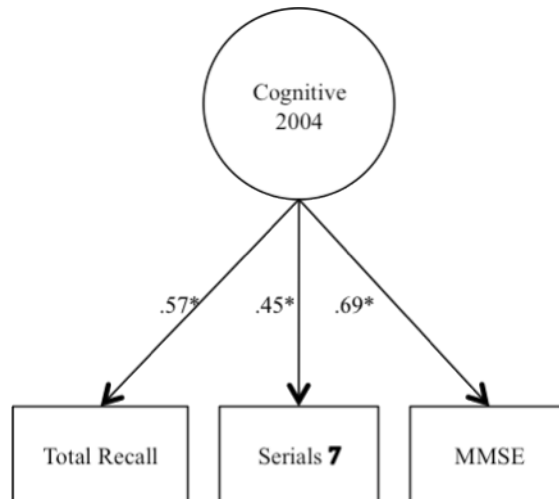 Cognitive
2004
.57*
.45*
.69*
Total Recall
Serials 7
MMSE